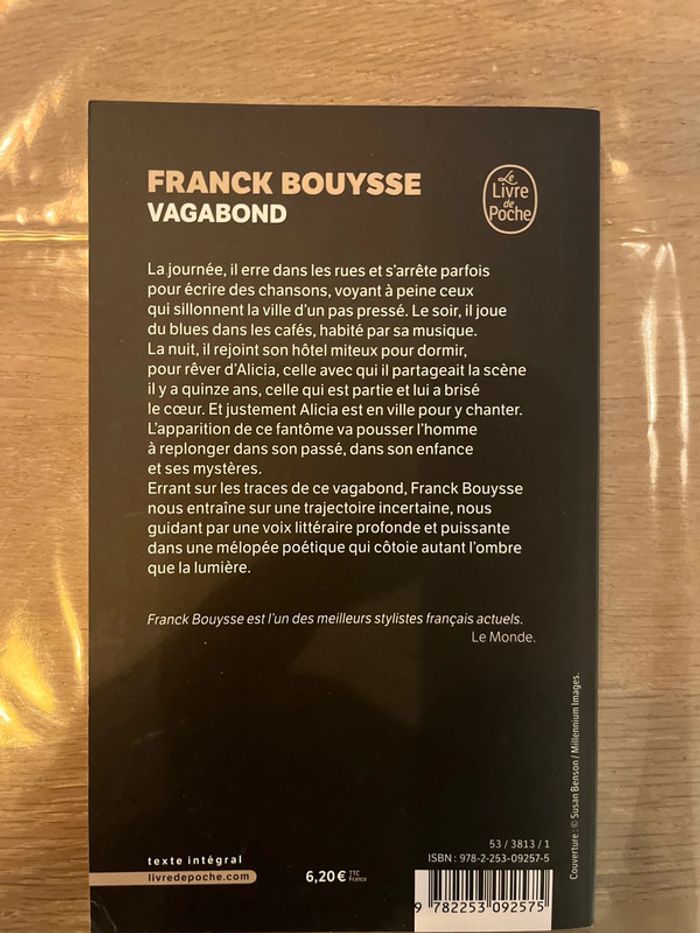 FRANCK BOUYSSE
VAGABOND
Le
Livre
de
Poche
La journée, il erre dans les rues et s'arrête parfois
pour écrire des chansons, voyant à peine ceux
qui sillonnent la ville d'un pas pressé. Le soir, il joue
du blues dans les cafés, habité par sa musique.
La nuit, il rejoint son hôtel miteux pour dormir,
pour rêver d'Alicia, celle avec qui il partageait la scène
il y a quinze ans, celle qui est partie et lui a brisé
le cœur. Et justement Alicia est en ville pour y chanter.
L'apparition de ce fantôme va pousser l'homme
à replonger dans son passé, dans son enfance
et ses mystères.
Errant sur les traces de ce vagabond, Franck Bouysse
nous entraîne sur une trajectoire incertaine, nous
guidant par une voix littéraire profonde et puissante
dans une mélopée poétique qui côtoie autant l'ombre
que la lumière.
Franck Bouysse est l'un des meilleurs stylistes français actuels.
Le Monde.
Couverture : © Susan Benson / Millennium Images.
texte intégral
livredepoche.com
6,20 € TTC
France
53 / 3813 / 1
ISBN : 978-2-253-09257-5
9 782253 092575